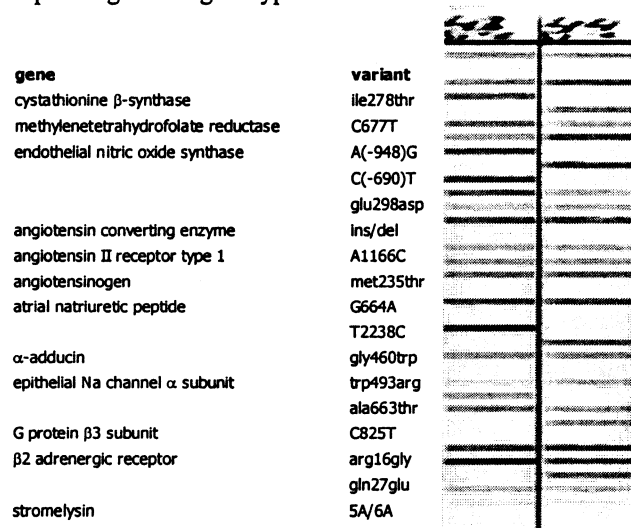 gene variant
cystathionine β-synthase ile278thr
methylenetetrahydrofolate reductase C677T
endothelial nitric oxide synthase A(-948)G
C(-690)T
glu298asp
angiotensin converting enzyme ins/del
angiotensin II receptor type 1 A1166C
angiotensinogen met235thr
atrial natriuretic peptide G664A
T2238C
α-adducin gly460trp
epithelial Na channel α subunit trp493arg
ala663thr
G protein β3 subunit C825T
β2 adrenergic receptor arg16gly
gln27glu
stromelysin 5A/6A